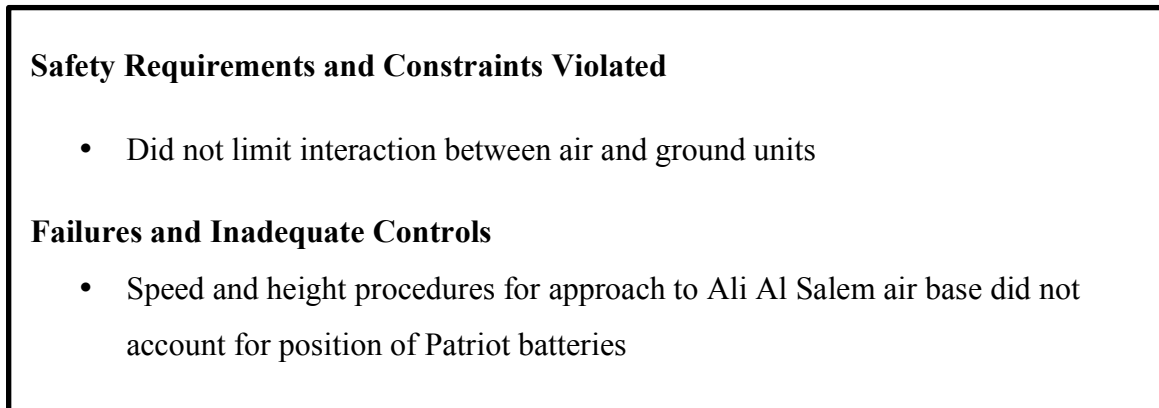 Safety Requirements and Constraints Violated
• Did not limit interaction between air and ground units
Failures and Inadequate Controls
• Speed and height procedures for approach to Ali Al Salem air base did not
account for position of Patriot batteries